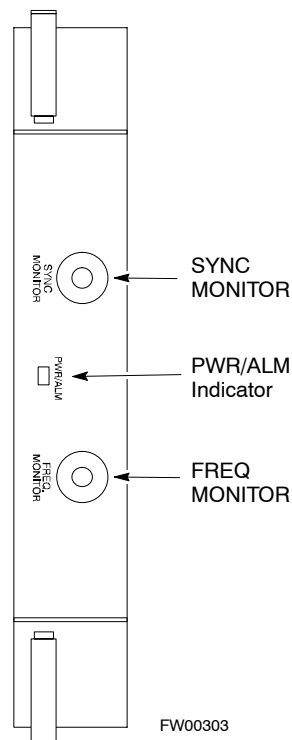 SYNC
MONITOR
SYNC
MONITOR
PWR/ALM
PWR/ALM
Indicator
FREQ.
MONITOR
FREQ
MONITOR
FW00303